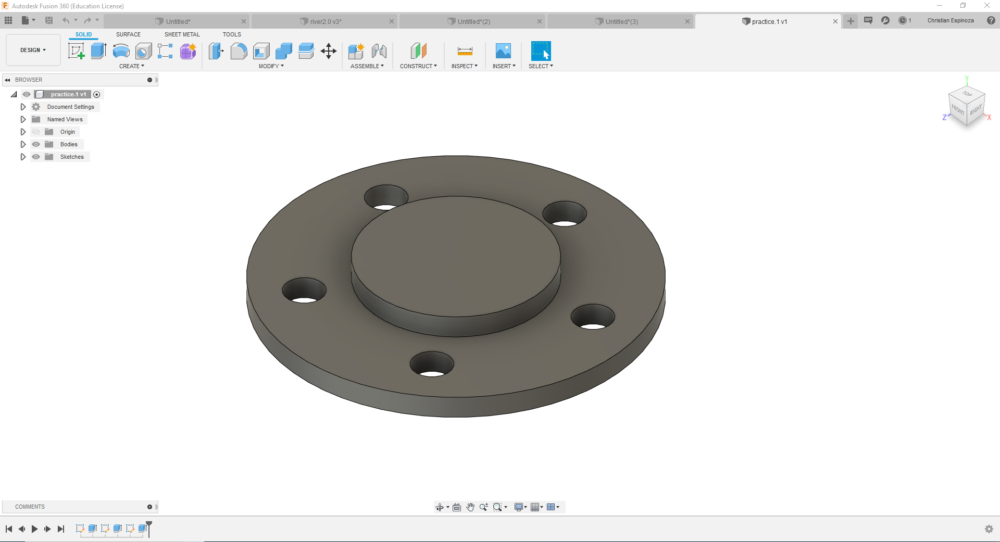 F Autodesk Fusion 360 (Education License)
Untitled* river2.0 v3* Untitled*(2) Untitled*(3) practice.1 v1 1 Christian Espinoza ?
SOLID SURFACE SHEET METAL TOOLS
DESIGN
CREATE MODIFY ASSEMBLE CONSTRUCT INSPECT INSERT SELECT
BROWSER
practice.1 v1
Document Settings
Named Views
Origin
Bodies
Sketches
Y
TOP
FRONT RIGHT
Z X
COMMENTS